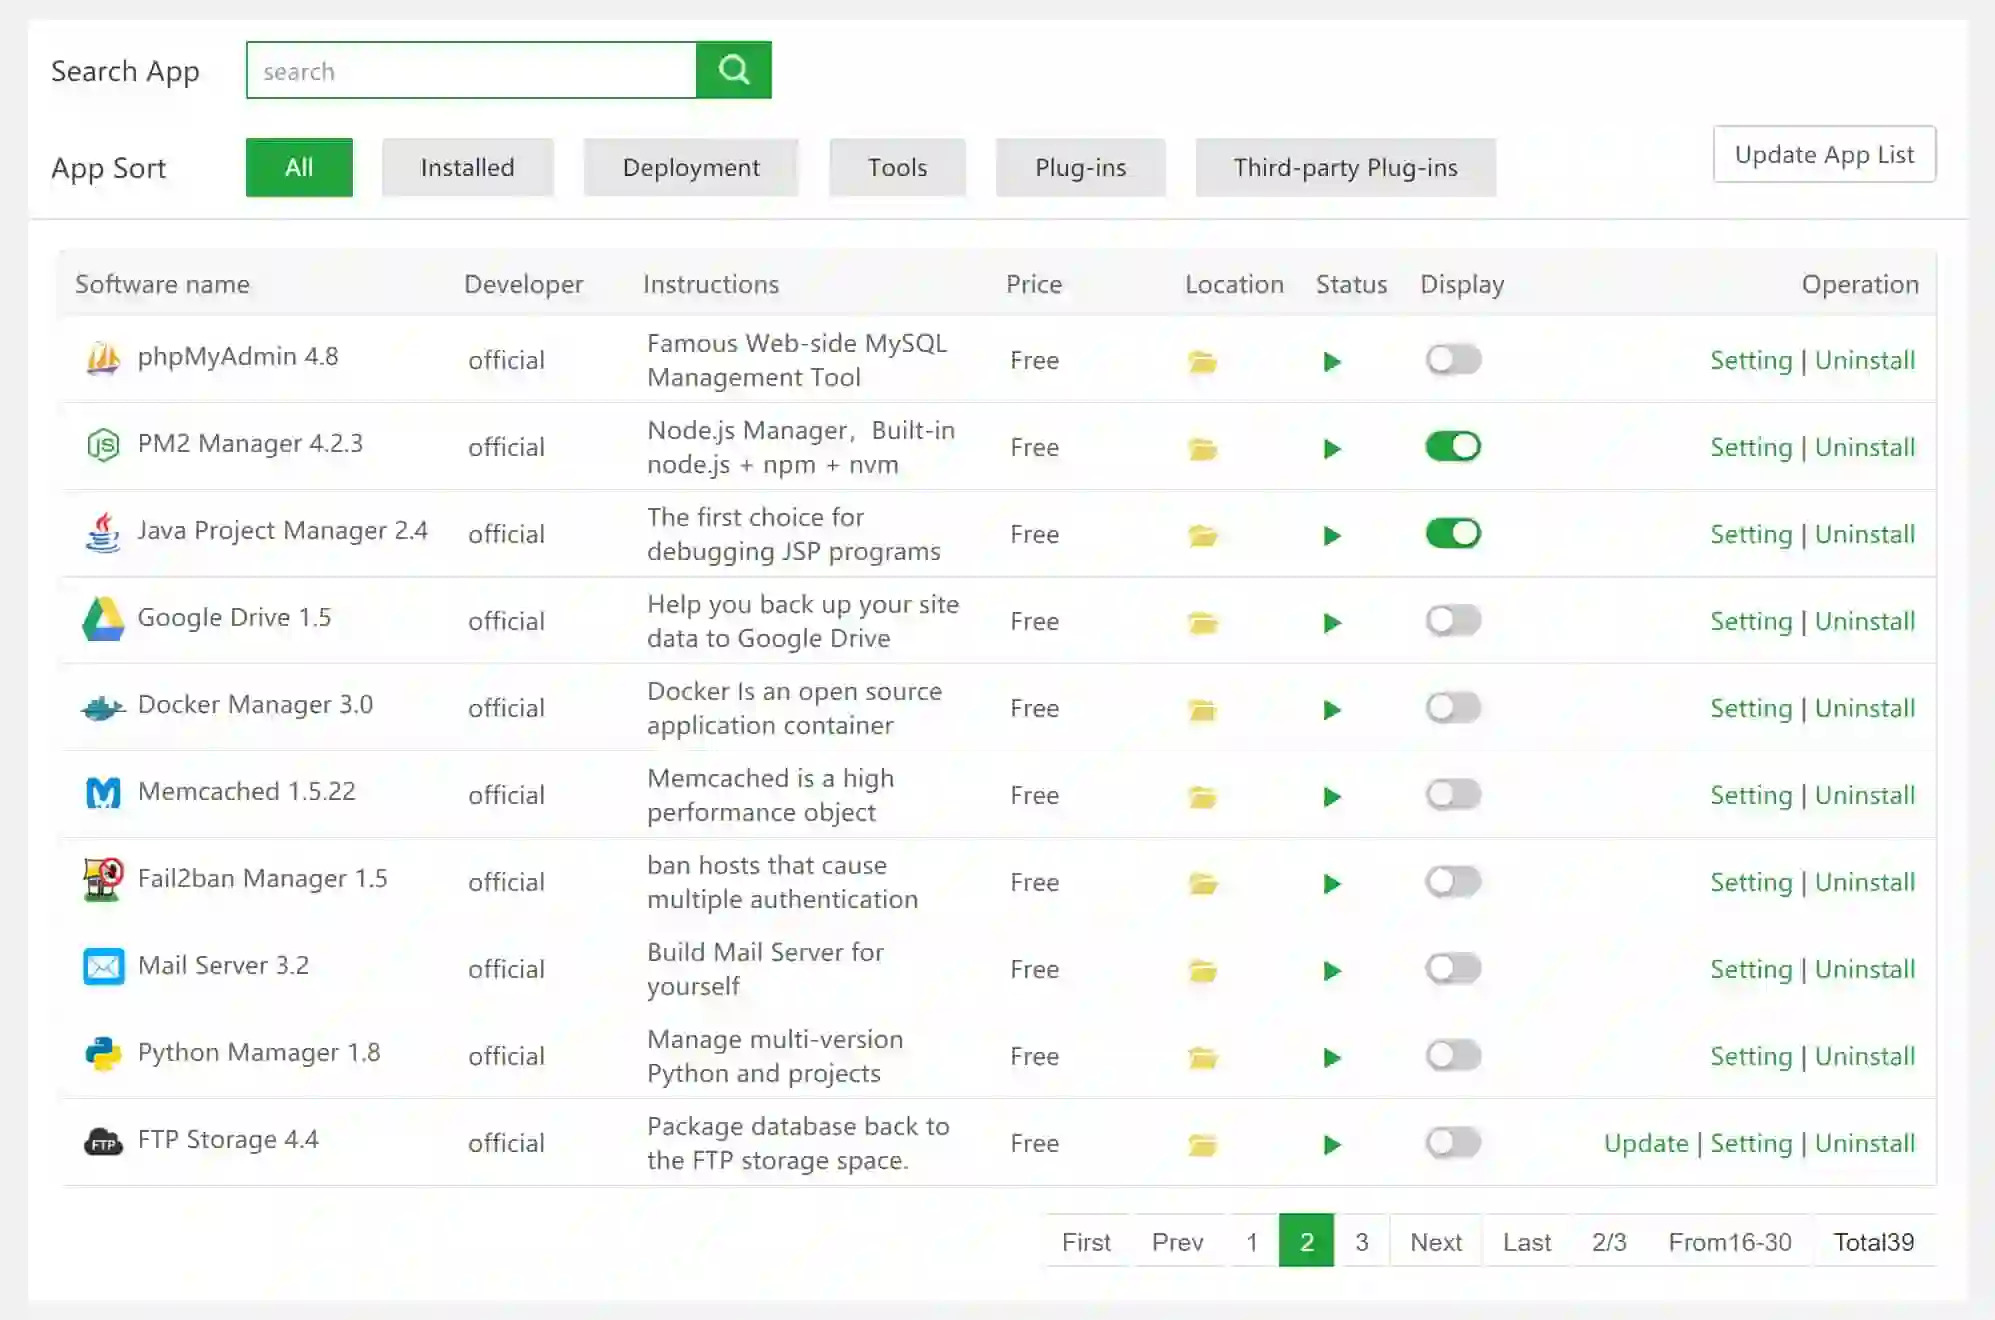 Search App search
App Sort All Installed Deployment Tools Plug-ins Third-party Plug-ins Update App List
Software name Developer Instructions Price Location Status Display Operation
phpMyAdmin 4.8 official Famous Web-side MySQL Free Setting | Uninstall
Management Tool
JS PM2 Manager 4.2.3 official Node.js Manager，Built-in Free Setting | Uninstall
node.js + npm + nvm
Java Project Manager 2.4 official The first choice for Free Setting | Uninstall
debugging JSP programs
Google Drive 1.5 official Help you back up your site Free Setting | Uninstall
data to Google Drive
Docker Manager 3.0 official Docker Is an open source Free Setting | Uninstall
application container
Memcached 1.5.22 official Memcached is a high Free Setting | Uninstall
performance object
Fail2ban Manager 1.5 official ban hosts that cause Free Setting | Uninstall
multiple authentication
Mail Server 3.2 official Build Mail Server for Free Setting | Uninstall
yourself
Python Mamager 1.8 official Manage multi-version Free Setting | Uninstall
Python and projects
FTP FTP Storage 4.4 official Package database back to Free Update | Setting | Uninstall
the FTP storage space.
First Prev 1 2 3 Next Last 2/3 From16-30 Total39